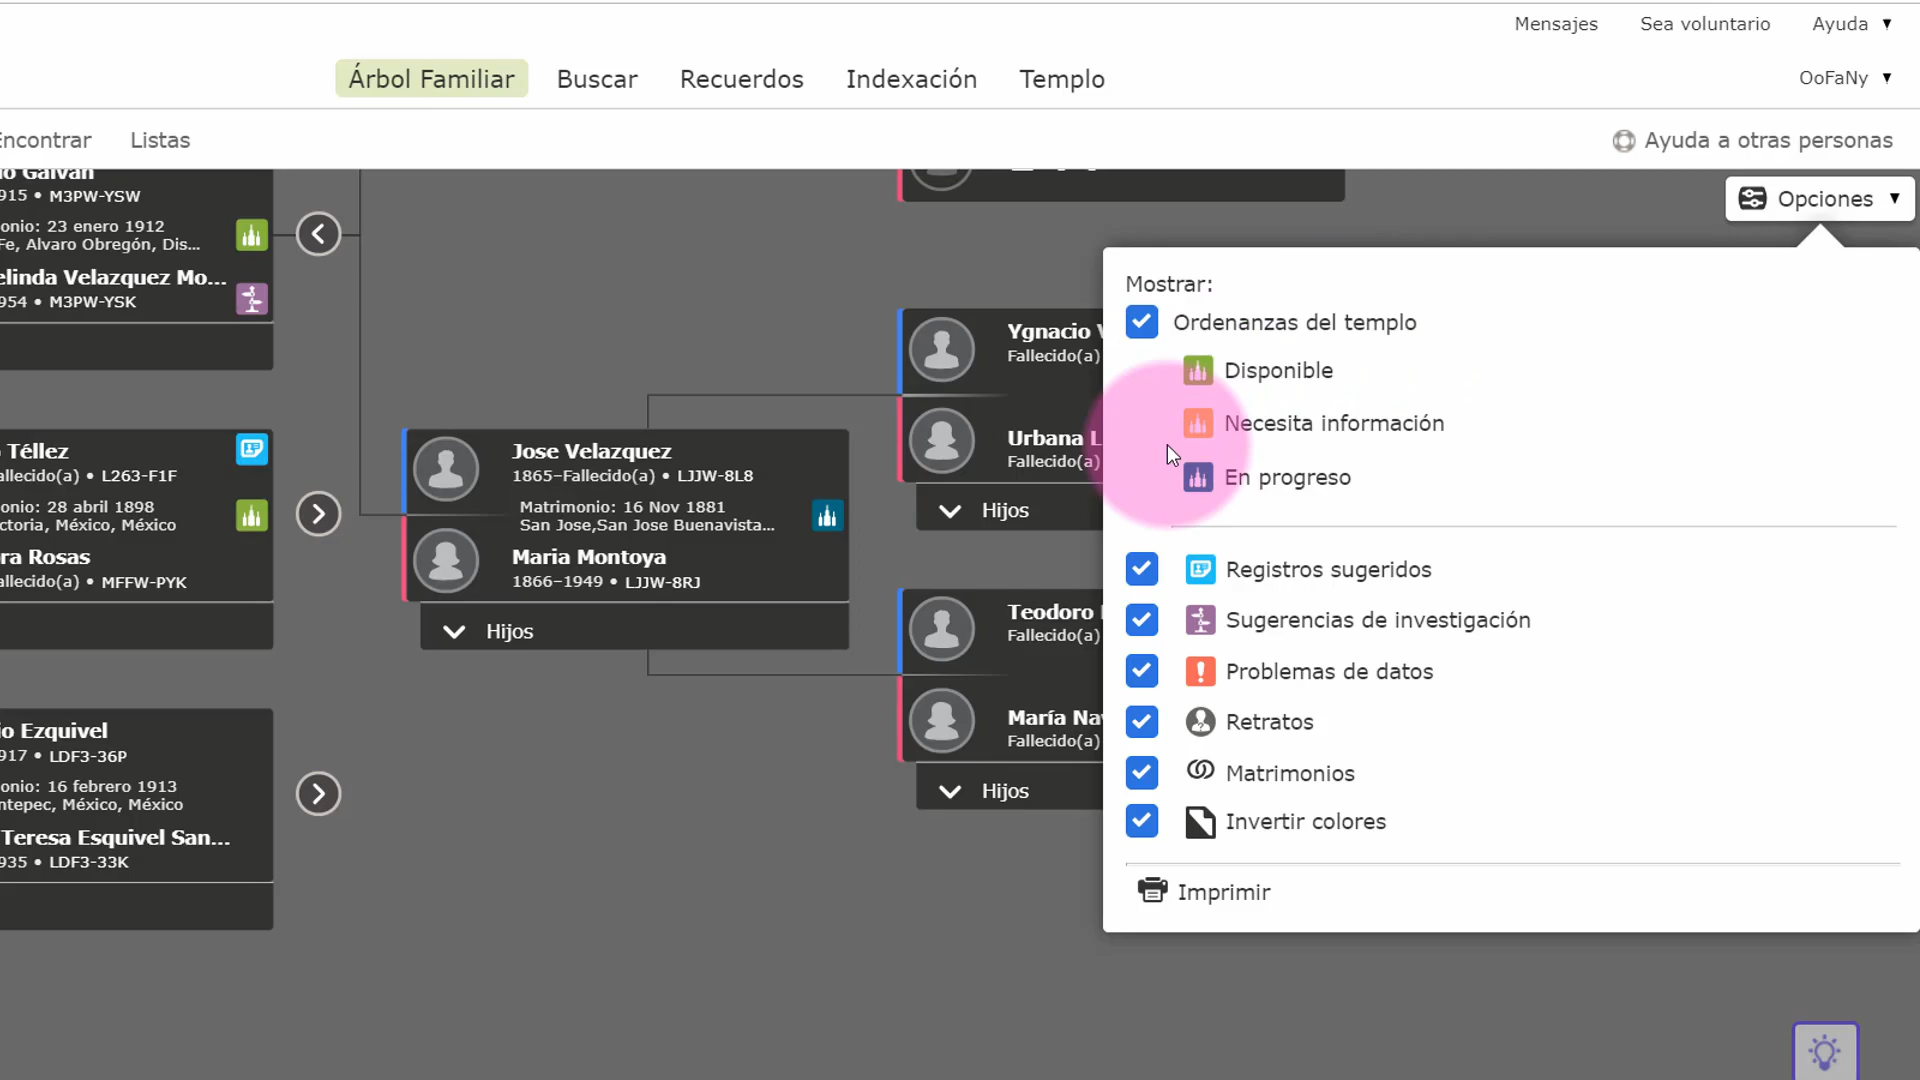 Mensajes Sea voluntario Ayuda
Árbol Familiar Buscar Recuerdos Indexación Templo OoFaNy
Encontrar Listas Ayuda a otras personas
Opciones
Galván
915 • M3PW-YSW
onio: 23 enero 1912
Fe, Alvaro Obregón, Dis...
elinda Velazquez Mo...
954 • M3PW-YSK
Téllez
allecido(a) • L263-F1F
onio: 28 abril 1898
ctoria, México, México
ra Rosas
allecido(a) • MFFW-PYK
io Ezquivel
917 • LDF3-36P
onio: 16 febrero 1913
ntepec, México, México
Teresa Esquivel San...
935 • LDF3-33K
Jose Velazquez
1865–Fallecido(a) • LJJW-8L8
Matrimonio: 16 Nov 1881
San Jose,San Jose Buenavista...
Maria Montoya
1866–1949 • LJJW-8RJ
Hijos
Ygnacio V
Fallecido(a)
Urbana L
Fallecido(a)
Hijos
Teodoro
Fallecido(a)
María Nav
Fallecido(a)
Hijos
Mostrar:
Ordenanzas del templo
Disponible
Necesita información
En progreso
Registros sugeridos
Sugerencias de investigación
Problemas de datos
Retratos
Matrimonios
Invertir colores
Imprimir